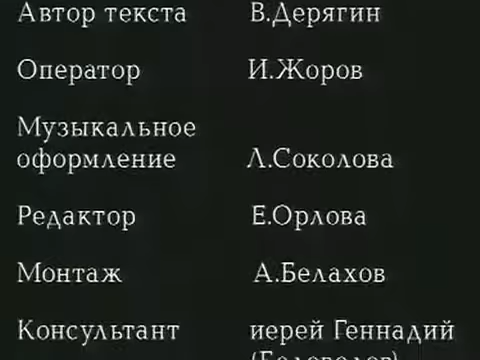 Автор текста В.Дерягин
Оператор И.Жоров
Музыкальное
оформление Л.Соколова
Редактор Е.Орлова
Монтаж А.Белахов
Консультант иерей Геннадий